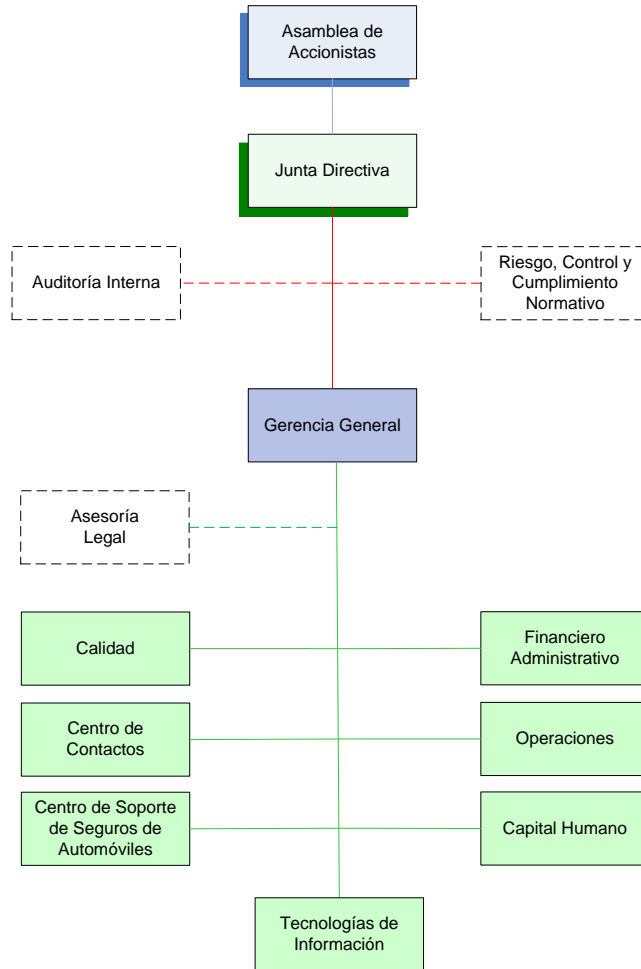 Asamblea de
Accionistas
Junta Directiva
Auditoría Interna
Riesgo, Control y
Cumplimiento
Normativo
Gerencia General
Asesoría
Legal
Calidad
Financiero
Administrativo
Centro de
Contactos
Operaciones
Centro de Soporte
de Seguros de
Automóviles
Capital Humano
Tecnologías de
Información